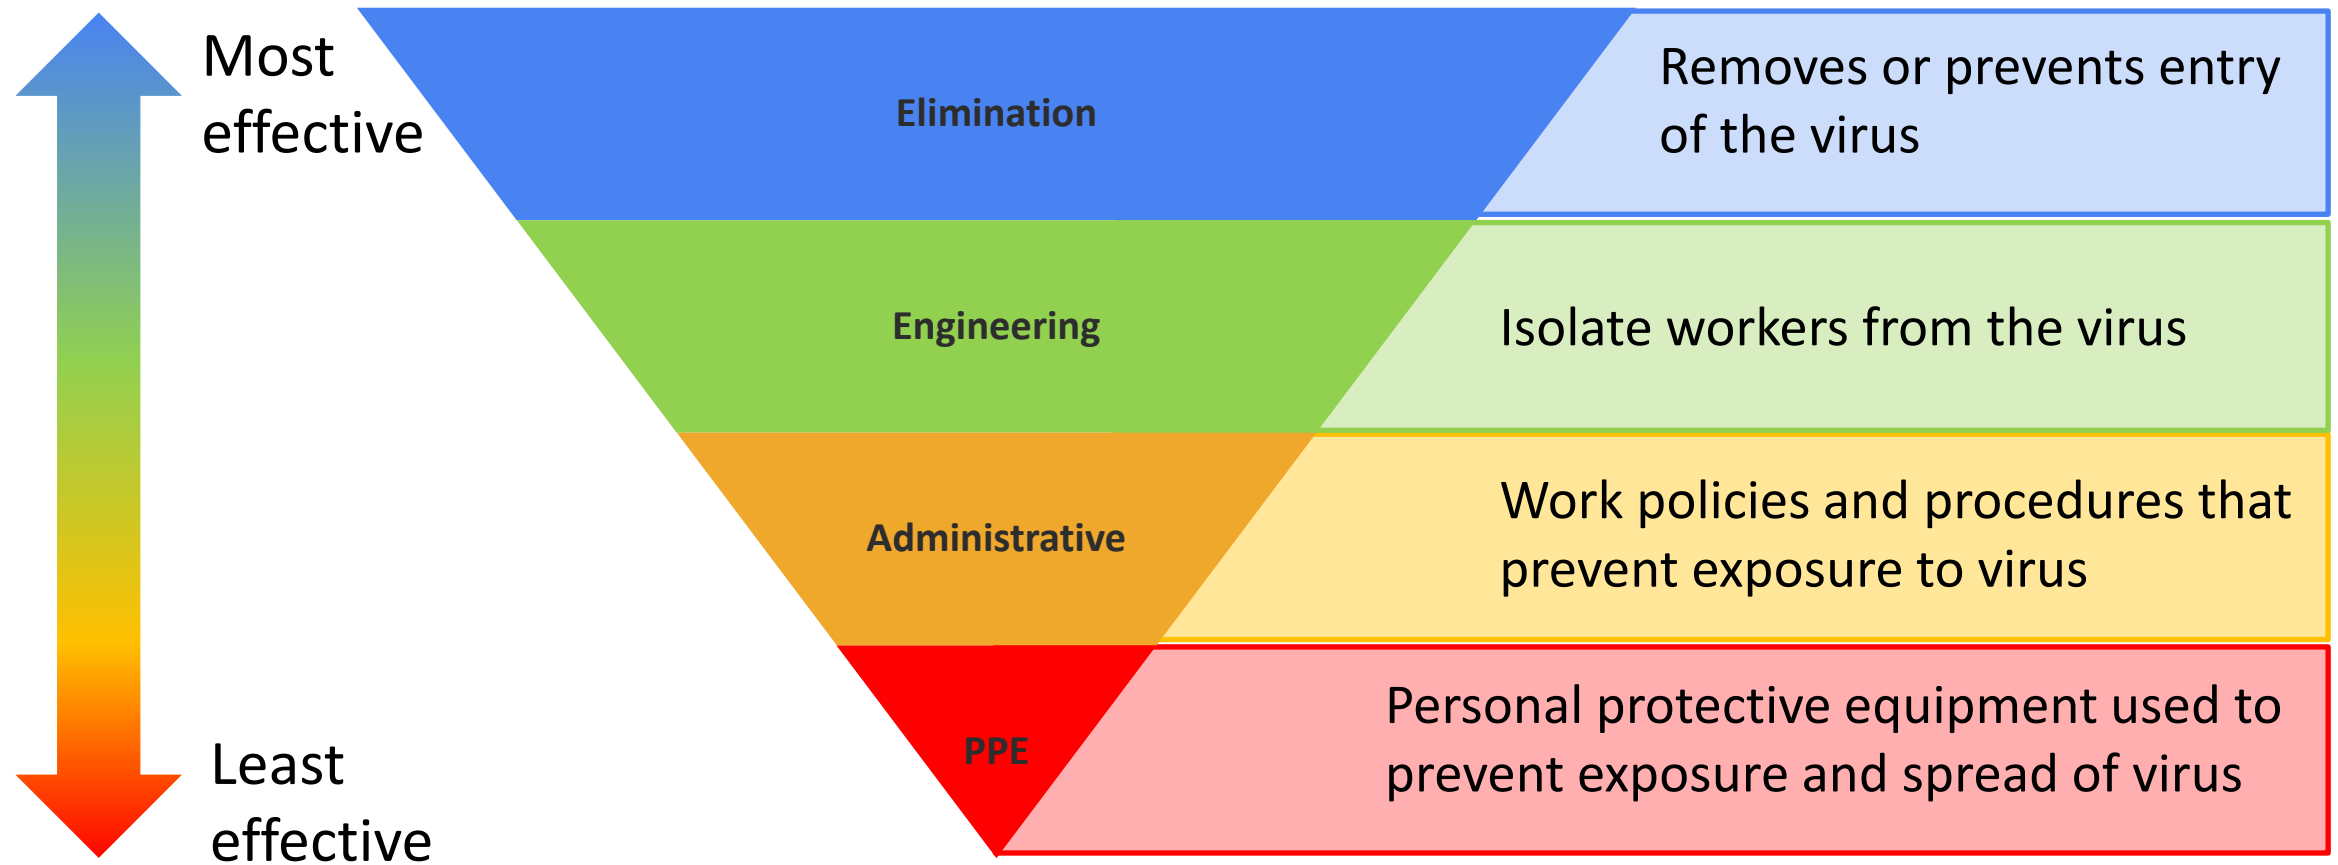 Most
effective
Elimination
Removes or prevents entry
of the virus
Engineering
Isolate workers from the virus
Administrative
Work policies and procedures that
prevent exposure to virus
Least
effective
PPE
Personal protective equipment used to
prevent exposure and spread of virus